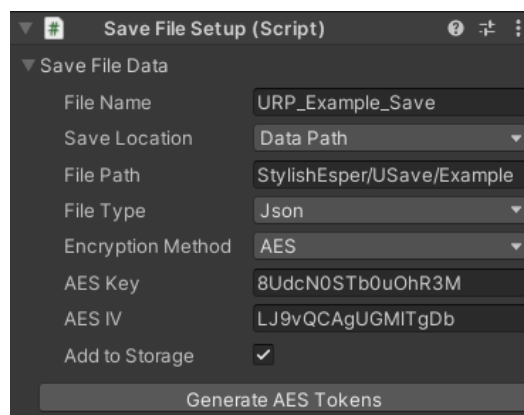 Save File Setup (Script)
Save File Data
File Name URP_Example_Save
Save Location Data Path
File Path StylishEsper/USave/Example
File Type Json
Encryption Method AES
AES Key 8UdcN0STb0uOhR3M
AES IV LJ9vQCAgUGMITgDb
Add to Storage
Generate AES Tokens